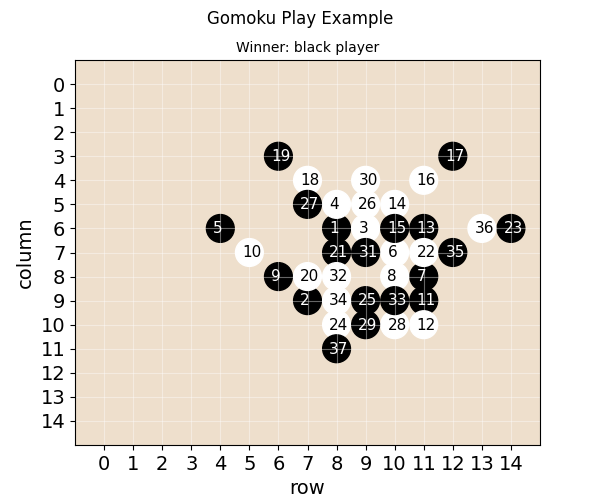 Gomoku Play Example
Winner: black player
0
1
2
3 19 17
4 18 30 16
5 27 4 26 14
6 5 1 3 15 13 36 23
7 10 21 31 6 22 35
8 9 20 32 8 7
9 2 34 25 33 11
10 24 29 28 12
11 37
12
13
14
column
0 1 2 3 4 5 6 7 8 9 10 11 12 13 14
row